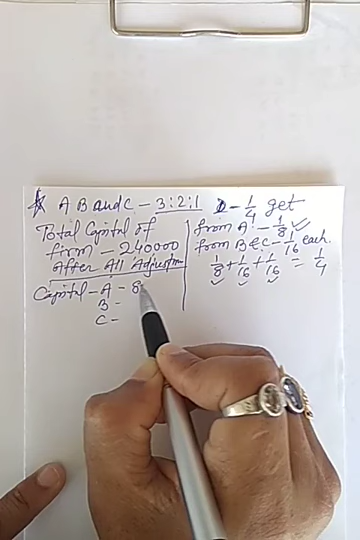 * A B and C - 3:2:1 D - 1/4 get
Total Capital of
firm - 240000
After All Adjustm
Capital - A - 8
B -
C -
from A - 1/8 ✓
from B & C - 1/16 each.
1/8 + 1/16 + 1/16 = 1/4